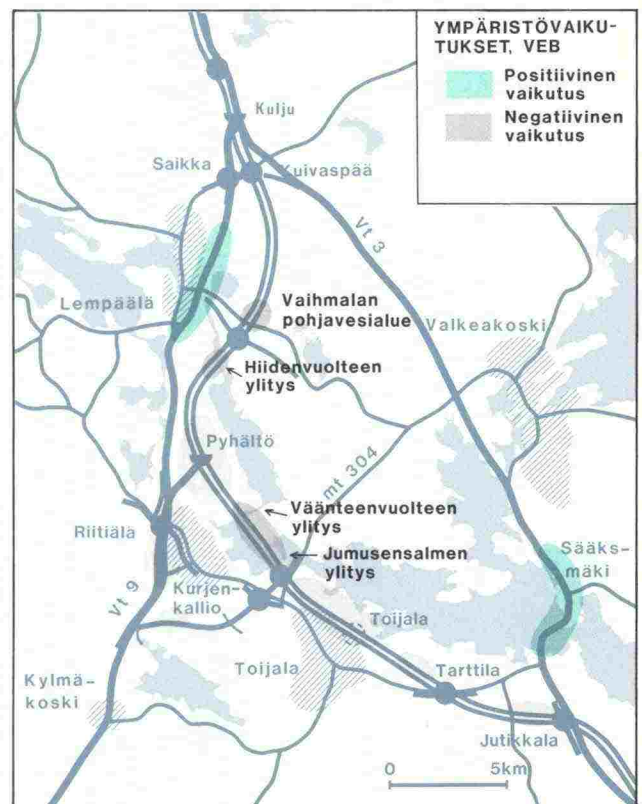 YMPÄRISTÖVAIKU-
TUKSET, VEB
Positiivinen
vaikutus
Negatiivinen
vaikutus
Kulju
Saikka
Kuivaspää
Vt 3
Lempäälä
Vaihmalan
pohjavesialue
Valkeakoski
Hiidenvuolteen
ylitys
Pyhältö
mt 304
Väänteenvuolteen
ylitys
Riitiälä
Jumusensalmen
ylitys
Sääks-
mäki
Kurjen-
kallio
Vt 9
Toijala
Toijala
Tarttila
Kylmä-
koski
Jutikkala
0 5km